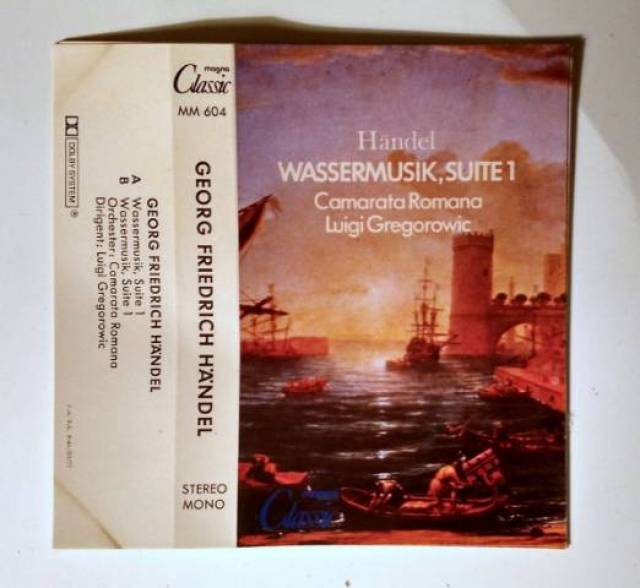 magna
Classic
MM 604
GEORG FRIEDRICH HÄNDEL
STEREO
MONO
DOLBY SYSTEM ®
GEORG FRIEDRICH HÄNDEL
A Wassermusik, Suite 1
B Wassermusik, Suite 1
Orchester: Camarata Romana
Dirigent: Luigi Gregorowic
Händel
WASSERMUSIK, SUITE 1
Camarata Romana
Luigi Gregorowic
magna
Classic